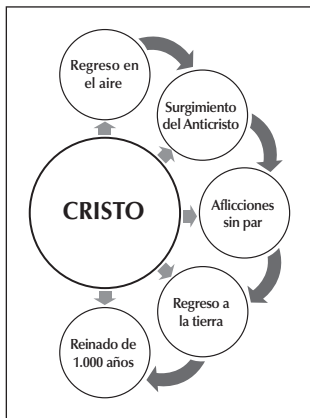 Regreso en
el aire
Surgimiento
del Anticristo
CRISTO
Aflicciones
sin par
Regreso a
la tierra
Reinado de
1.000 años